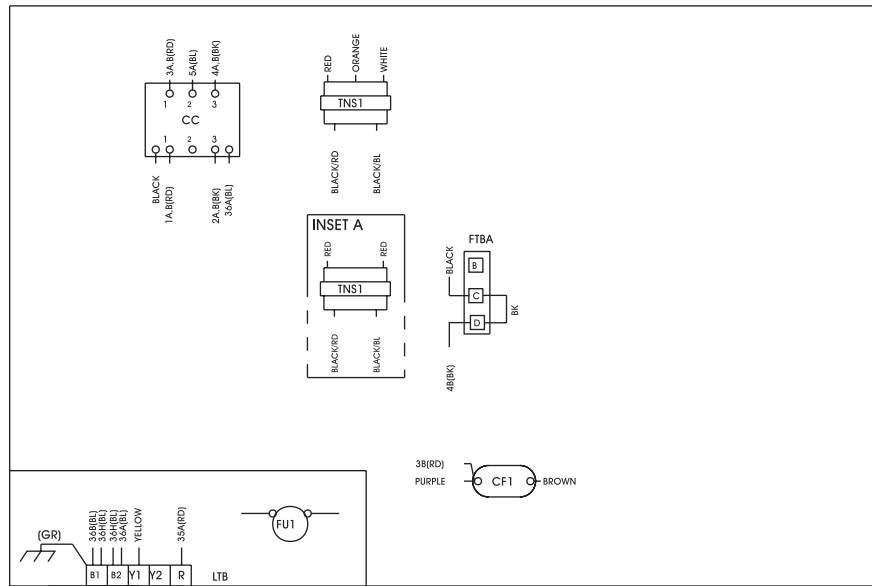 3A,B(RD)
5A(BL)
4A,B(BK)
1
2
3
CC
1
2
3
BLACK
1A,B(RD)
2A,B(BK)
36A(BL)
RED
ORANGE
WHITE
TNS1
BLACK/RD
BLACK/BL
INSET A
RED
RED
TNS1
BLACK/RD
BLACK/BL
FTBA
BLACK
B
C
D
BK
4B(BK)
3B(RD)
PURPLE
CF1
BROWN
(GR)
36B(BL)
36H(BL)
36H(BL)
36A(BL)
YELLOW
35A(RD)
FU1
B1
B2
Y1
Y2
R
LTB